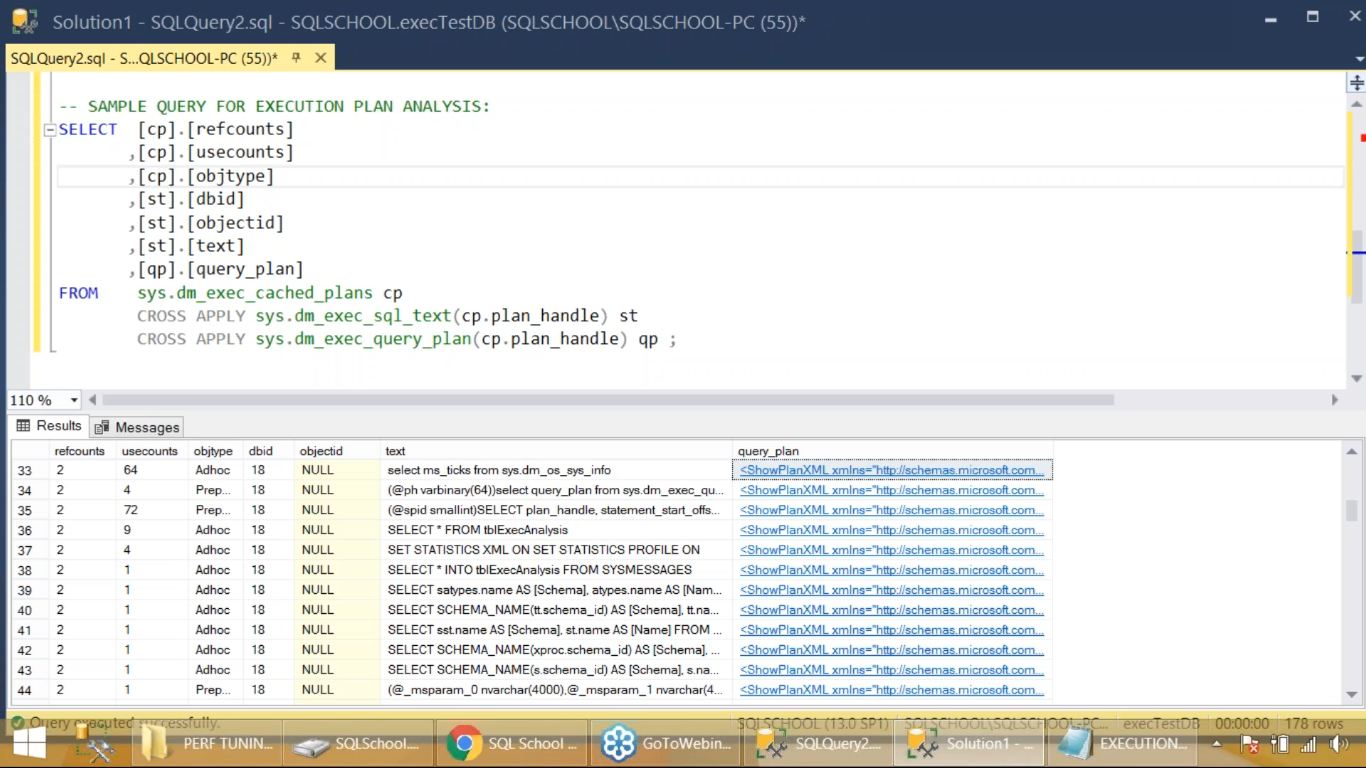 Solution1 - SQLQuery2.sql - SQLSCHOOL.execTestDB (SQLSCHOOL\SQLSCHOOL-PC (55))*
SQLQuery2.sql - S...QLSCHOOL-PC (55))*
-- SAMPLE QUERY FOR EXECUTION PLAN ANALYSIS:
SELECT [cp].[refcounts]
,[cp].[usecounts]
,[cp].[objtype]
,[st].[dbid]
,[st].[objectid]
,[st].[text]
,[qp].[query_plan]
FROM sys.dm_exec_cached_plans cp
CROSS APPLY sys.dm_exec_sql_text(cp.plan_handle) st
CROSS APPLY sys.dm_exec_query_plan(cp.plan_handle) qp ;
110 %
Results Messages
refcounts usecounts objtype dbid objectid text query_plan
33 2 64 Adhoc 18 NULL select ms_ticks from sys.dm_os_sys_info <ShowPlanXML xmlns="http://schemas.microsoft.com...
34 2 4 Prep... 18 NULL (@ph varbinary(64))select query_plan from sys.dm_exec_qu... <ShowPlanXML xmlns="http://schemas.microsoft.com...
35 2 72 Prep... 18 NULL (@spid smallint)SELECT plan_handle, statement_start_offs... <ShowPlanXML xmlns="http://schemas.microsoft.com...
36 2 9 Adhoc 18 NULL SELECT * FROM tblExecAnalysis <ShowPlanXML xmlns="http://schemas.microsoft.com...
37 2 4 Adhoc 18 NULL SET STATISTICS XML ON SET STATISTICS PROFILE ON <ShowPlanXML xmlns="http://schemas.microsoft.com...
38 2 1 Adhoc 18 NULL SELECT * INTO tblExecAnalysis FROM SYSMESSAGES <ShowPlanXML xmlns="http://schemas.microsoft.com...
39 2 1 Adhoc 18 NULL SELECT satypes.name AS [Schema], atypes.name AS [Nam... <ShowPlanXML xmlns="http://schemas.microsoft.com...
40 2 1 Adhoc 18 NULL SELECT SCHEMA_NAME(tt.schema_id) AS [Schema], tt.na... <ShowPlanXML xmlns="http://schemas.microsoft.com...
41 2 1 Adhoc 18 NULL SELECT sst.name AS [Schema], st.name AS [Name] FROM ... <ShowPlanXML xmlns="http://schemas.microsoft.com...
42 2 1 Adhoc 18 NULL SELECT SCHEMA_NAME(xproc.schema_id) AS [Schema], ... <ShowPlanXML xmlns="http://schemas.microsoft.com...
43 2 1 Adhoc 18 NULL SELECT SCHEMA_NAME(s.schema_id) AS [Schema], s.na... <ShowPlanXML xmlns="http://schemas.microsoft.com...
44 2 1 Prep... 18 NULL (@_msparam_0 nvarchar(4000),@_msparam_1 nvarchar(4... <ShowPlanXML xmlns="http://schemas.microsoft.com...
Query executed successfully. SQLSCHOOL (13.0 SP1) SQLSCHOOL\SQLSCHOOL-PC... execTestDB 00:00:00 178 rows
PERF TUNIN... SQLSchool.... SQL School ... GoToWebin... SQLQuery2.... Solution1 - ... EXECUTION...